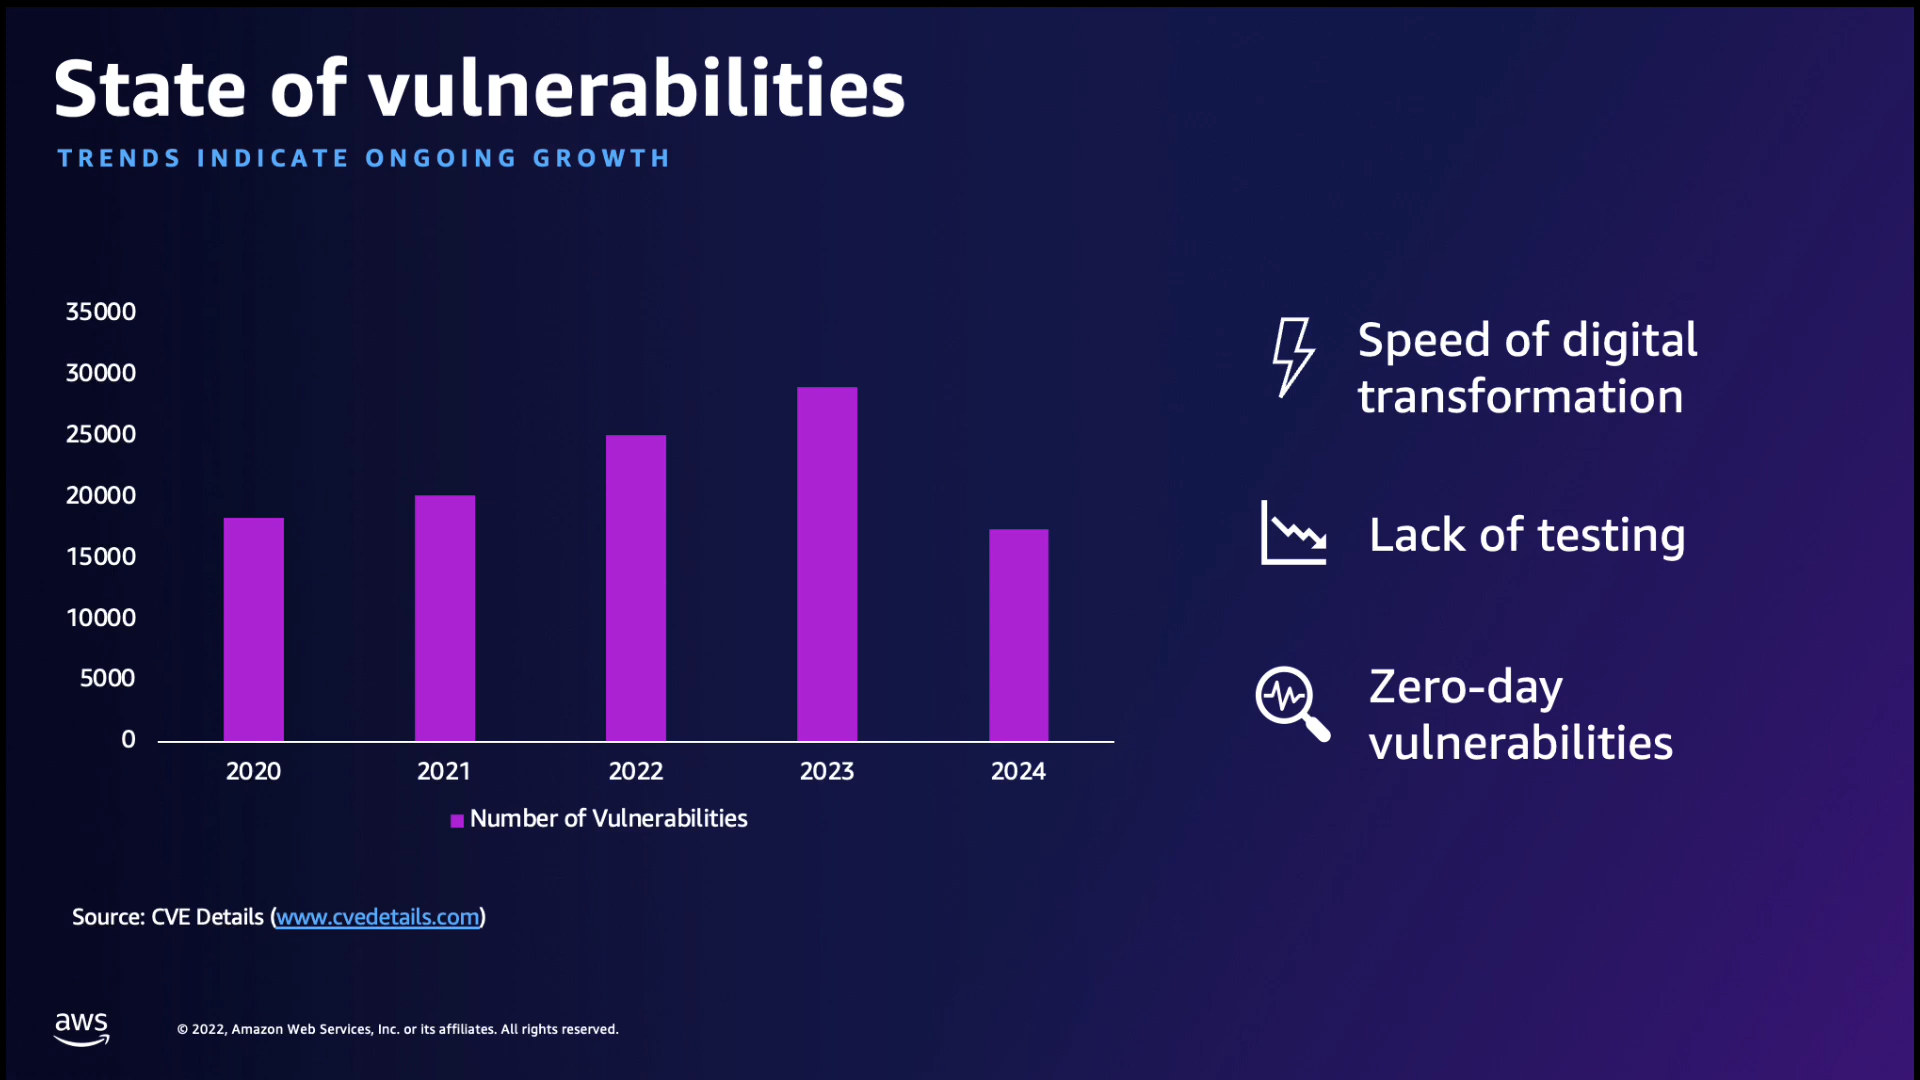 State of vulnerabilities
TRENDS INDICATE ONGOING GROWTH
35000
30000
25000
20000
15000
10000
5000
0
2020 2021 2022 2023 2024
Number of Vulnerabilities
Speed of digital
transformation
Lack of testing
Zero-day
vulnerabilities
Source: CVE Details (www.cvedetails.com)
aws
© 2022, Amazon Web Services, Inc. or its affiliates. All rights reserved.